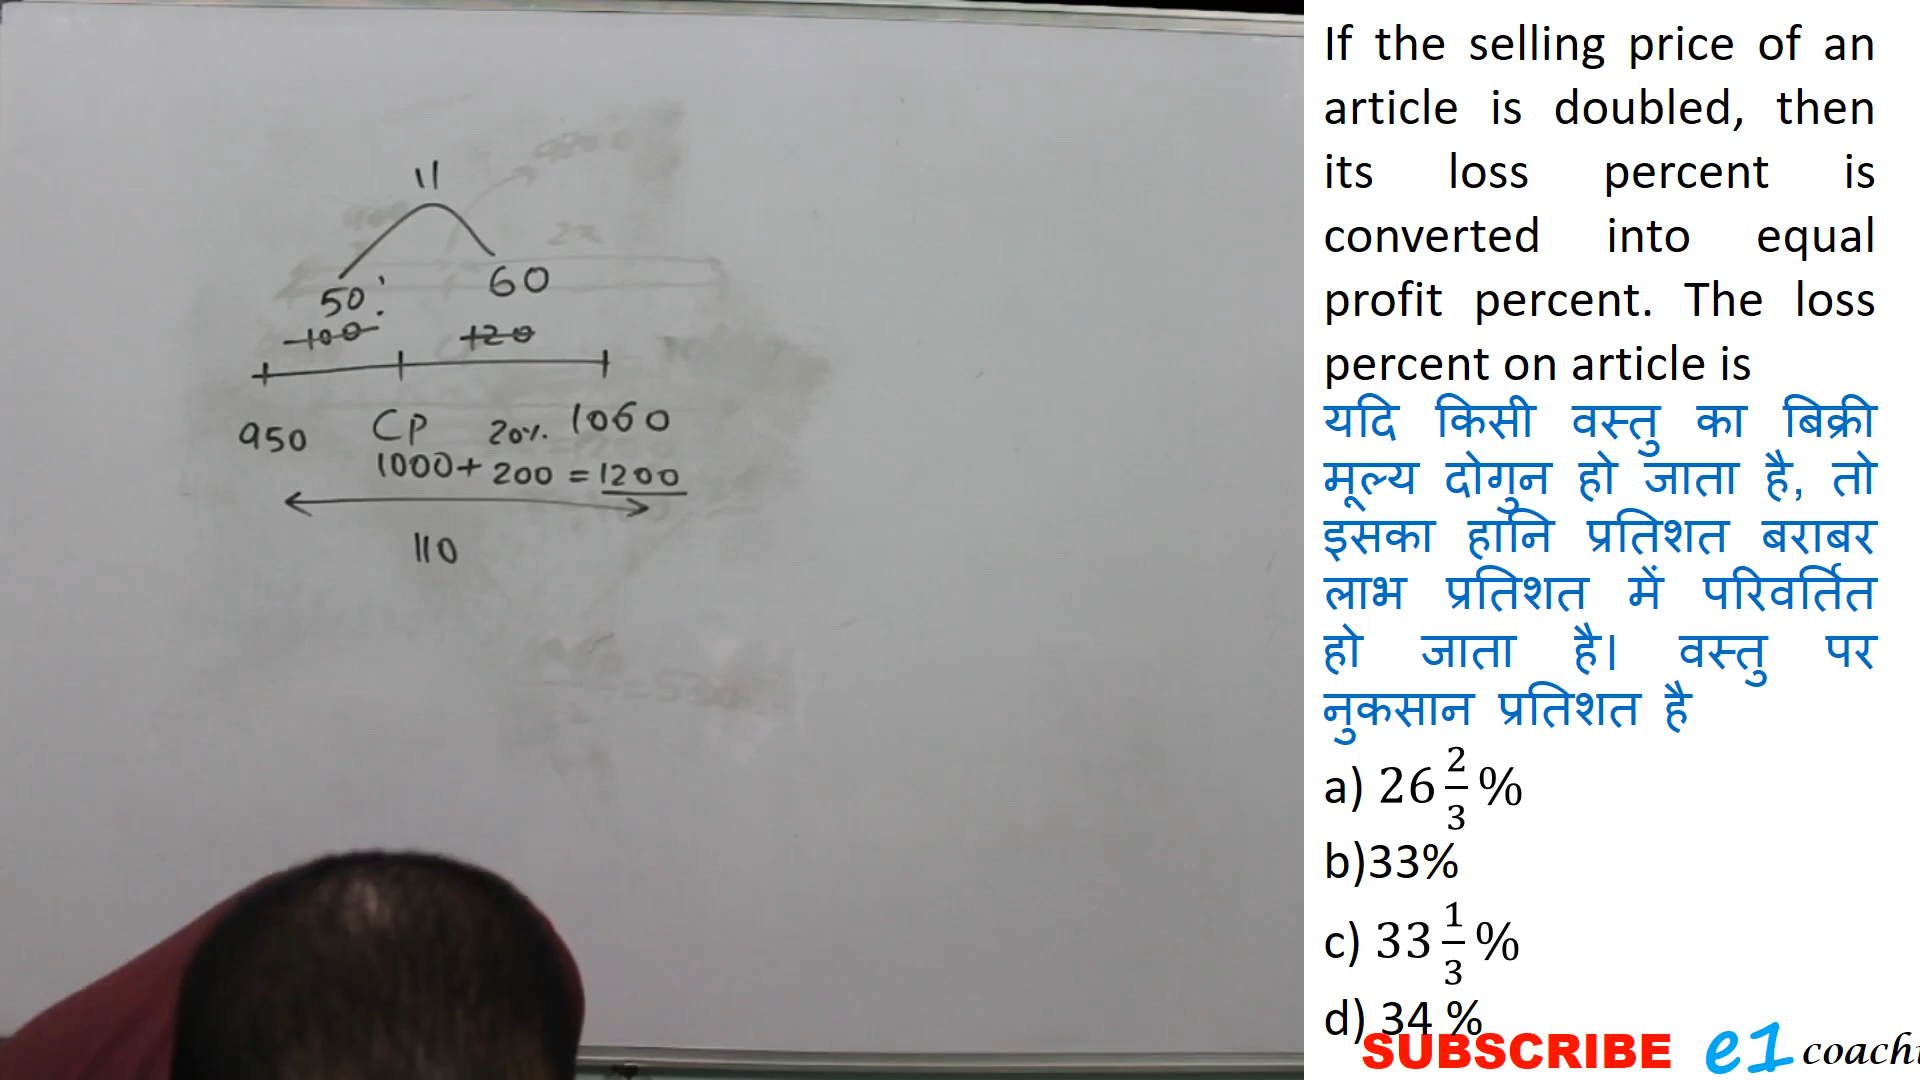 11
50 : 60
100 120
950 CP 20% 1060
1000 + 200 = 1200
110
If the selling price of an
article is doubled, then
its loss percent is
converted into equal
profit percent. The loss
percent on article is
यदि किसी वस्तु का बिक्री
मूल्य दोगुन हो जाता है, तो
इसका हानि प्रतिशत बराबर
लाभ प्रतिशत में परिवर्तित
हो जाता है। वस्तु पर
नुकसान प्रतिशत है
a) 26 2/3 %
b)33%
c) 33 1/3 %
d) 34 %
SUBSCRIBE e1 coachi